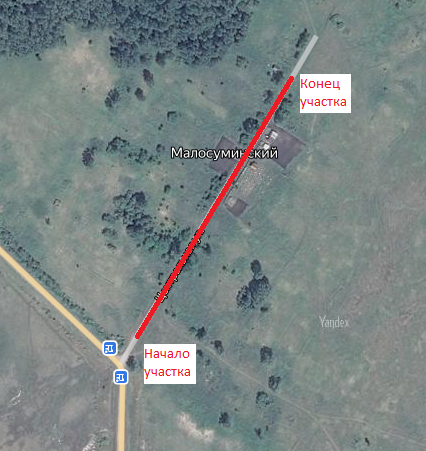 Конец
участка
Малосуминский
Yandex
Начало
участка